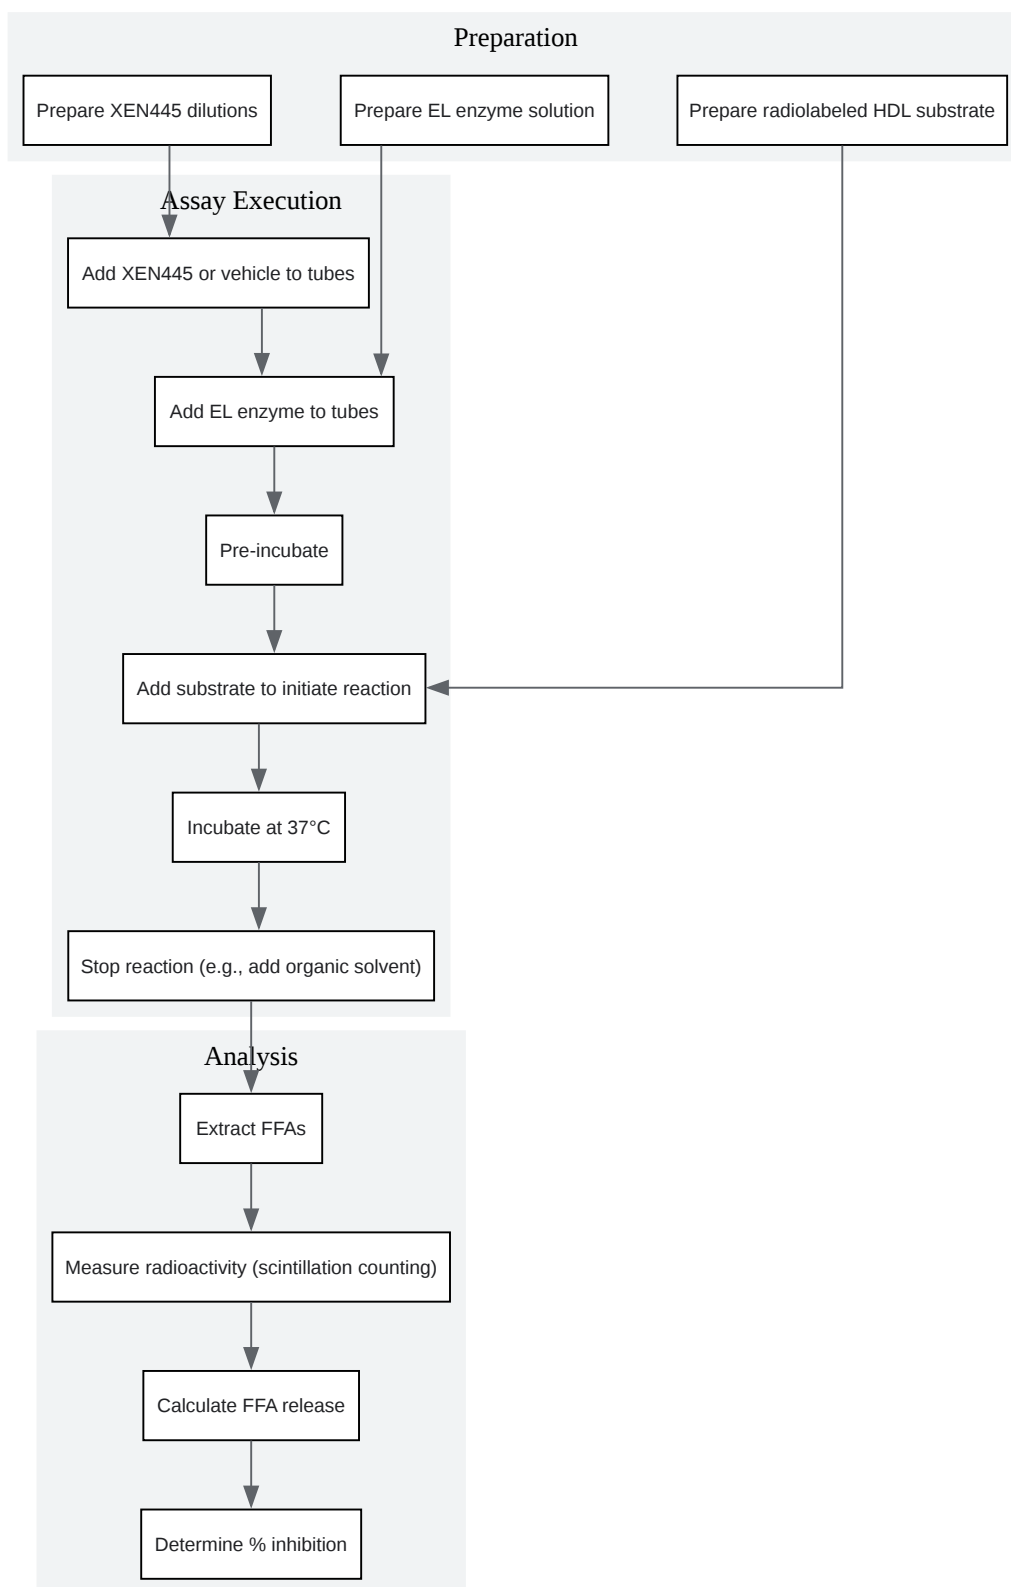 Preparation
Prepare XEN445 dilutions
Prepare EL enzyme solution
Prepare radiolabeled HDL substrate
Assay Execution
Add XEN445 or vehicle to tubes
Add EL enzyme to tubes
Pre-incubate
Add substrate to initiate reaction
Incubate at 37°C
Stop reaction (e.g., add organic solvent)
Analysis
Extract FFAs
Measure radioactivity (scintillation counting)
Calculate FFA release
Determine % inhibition